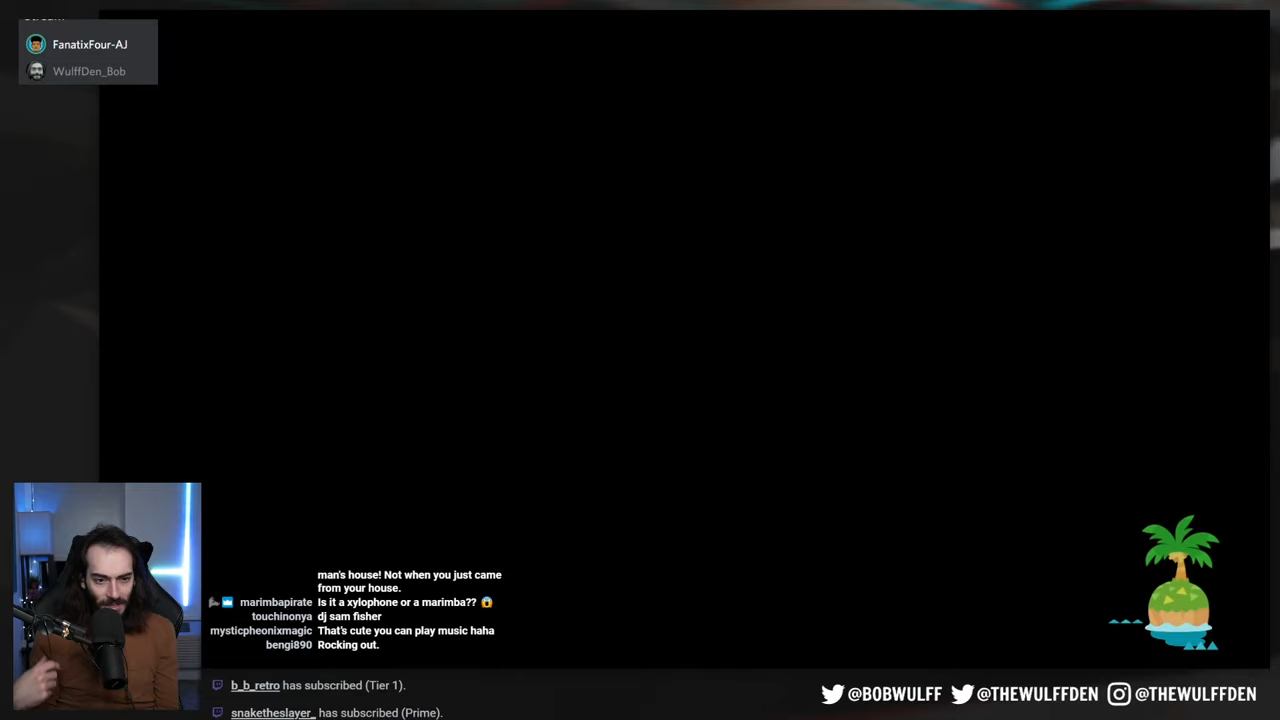 FanatixFour-AJ
WulffDen_Bob
man's house! Not when you just came
from your house.
marimbapirate Is it a xylophone or a marimba?? 😱
touchinonya dj sam fisher
mysticpheonixmagic That's cute you can play music haha
bengi890 Rocking out.
b_b_retro has subscribed (Tier 1).
snaketheslayer_ has subscribed (Prime).
@BOBWULFF @THEWULFFDEN @THEWULFFDEN